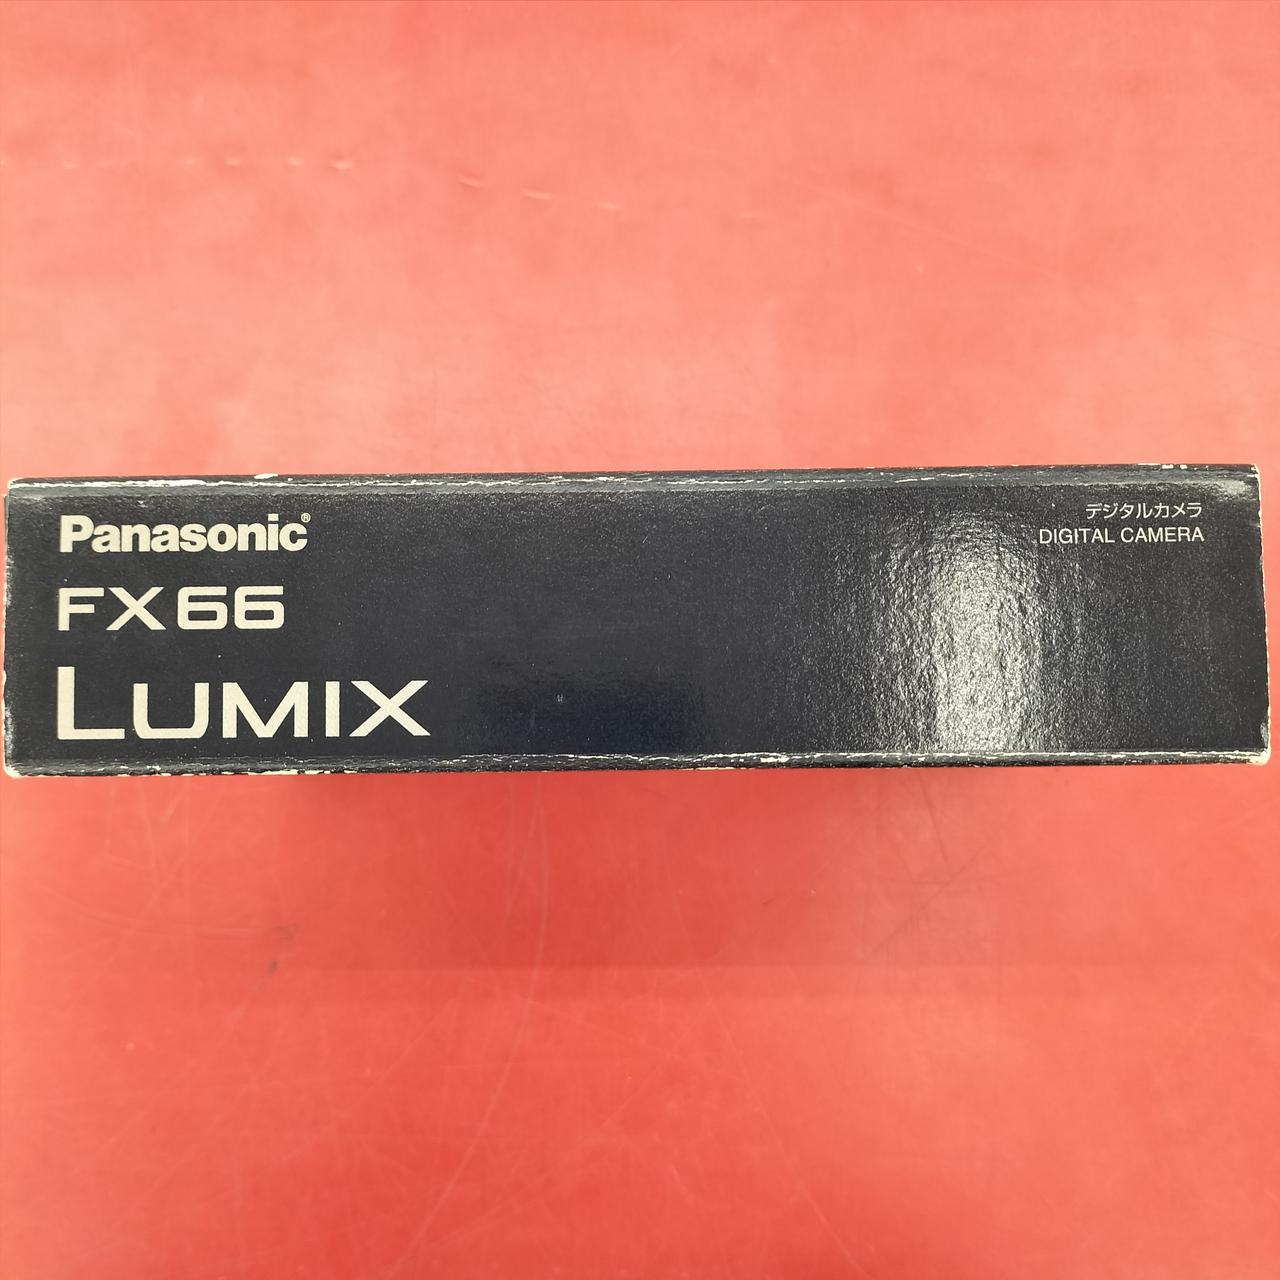 Panasonic®
FX66
LUMIX
デジタルカメラ
DIGITAL CAMERA